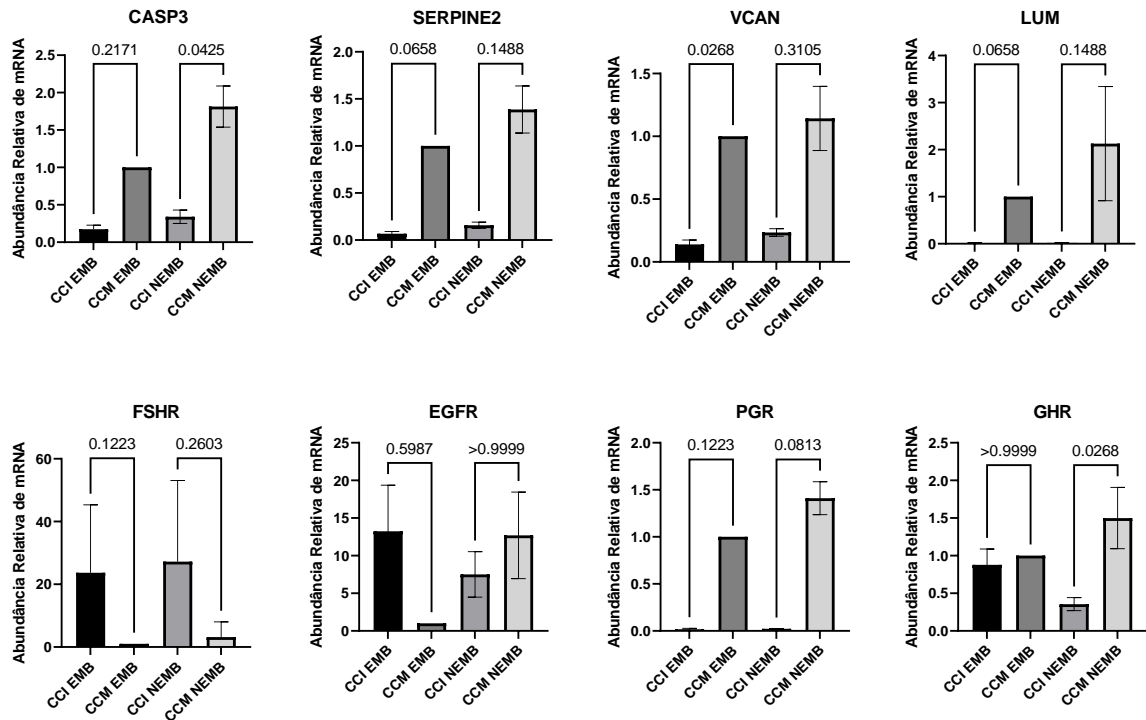 CASP3
0.2171 0.0425
Abundância Relativa de mRNA
2.5
2.0
1.5
1.0
0.5
0.0
CCI EMB
CCM EMB
CCI NEMB
CCM NEMB
SERPINE2
0.0658 0.1488
Abundância Relativa de mRNA
2.0
1.5
1.0
0.5
0.0
CCI EMB
CCM EMB
CCI NEMB
CCM NEMB
VCAN
0.0268 0.3105
Abundância Relativa de mRNA
1.5
1.0
0.5
0.0
CCI EMB
CCM EMB
CCI NEMB
CCM NEMB
LUM
0.0658 0.1488
Abundância Relativa de mRNA
4
3
2
1
0
CCI EMB
CCM EMB
CCI NEMB
CCM NEMB
FSHR
0.1223 0.2603
Abundância Relativa de mRNA
60
40
20
0
CCI EMB
CCM EMB
CCI NEMB
CCM NEMB
EGFR
0.5987 >0.9999
Abundância Relativa de mRNA
25
20
15
10
5
0
CCI EMB
CCM EMB
CCI NEMB
CCM NEMB
PGR
0.1223 0.0813
Abundância Relativa de mRNA
2.0
1.5
1.0
0.5
0.0
CCI EMB
CCM EMB
CCI NEMB
CCM NEMB
GHR
>0.9999 0.0268
Abundância Relativa de mRNA
2.5
2.0
1.5
1.0
0.5
0.0
CCI EMB
CCM EMB
CCI NEMB
CCM NEMB